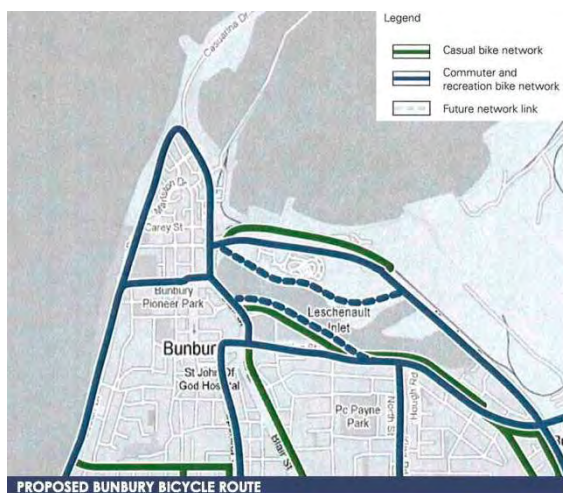 Legend
Casual bike network
Commuter and
recreation bike network
Future network link
Casuarina Dr
Carey St
Bunbury
Pioneer Park
Leschenault
Inlet
Bunbur
St John Of
God Hos
Pc Payne
Park
North St
Hough Rd
Blair St
PROPOSED BUNBURY BICYCLE ROUTE